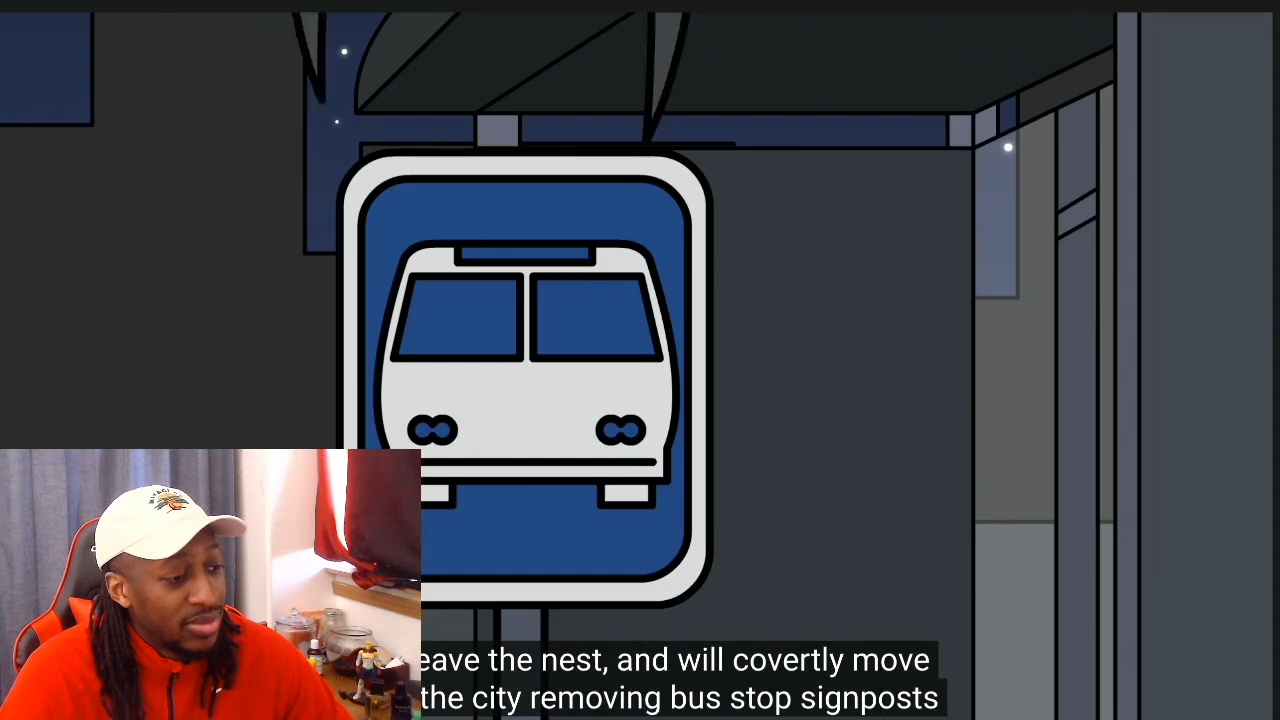 eave the nest, and will covertly move
the city removing bus stop signposts